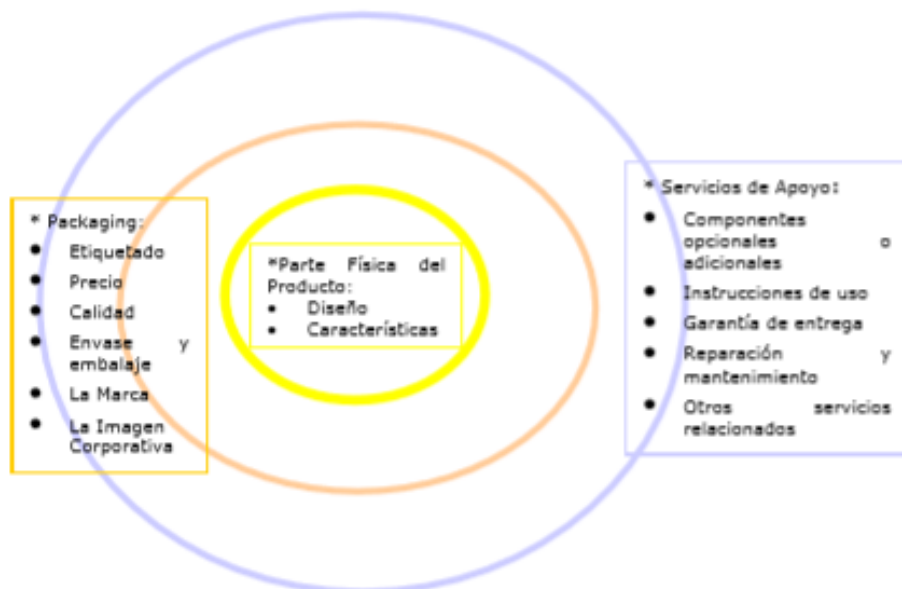 * Packaging:
● Etiquetado
● Precio
● Calidad
● Envase y
embalaje
● La Marca
● La Imagen
Corporativa
*Parte Física del
Producto:
• Diseño
• Características
* Servicios de Apoyo:
● Componentes
opcionales o
adicionales
● Instrucciones de uso
● Garantía de entrega
● Reparación y
mantenimiento
● Otros servicios
relacionados